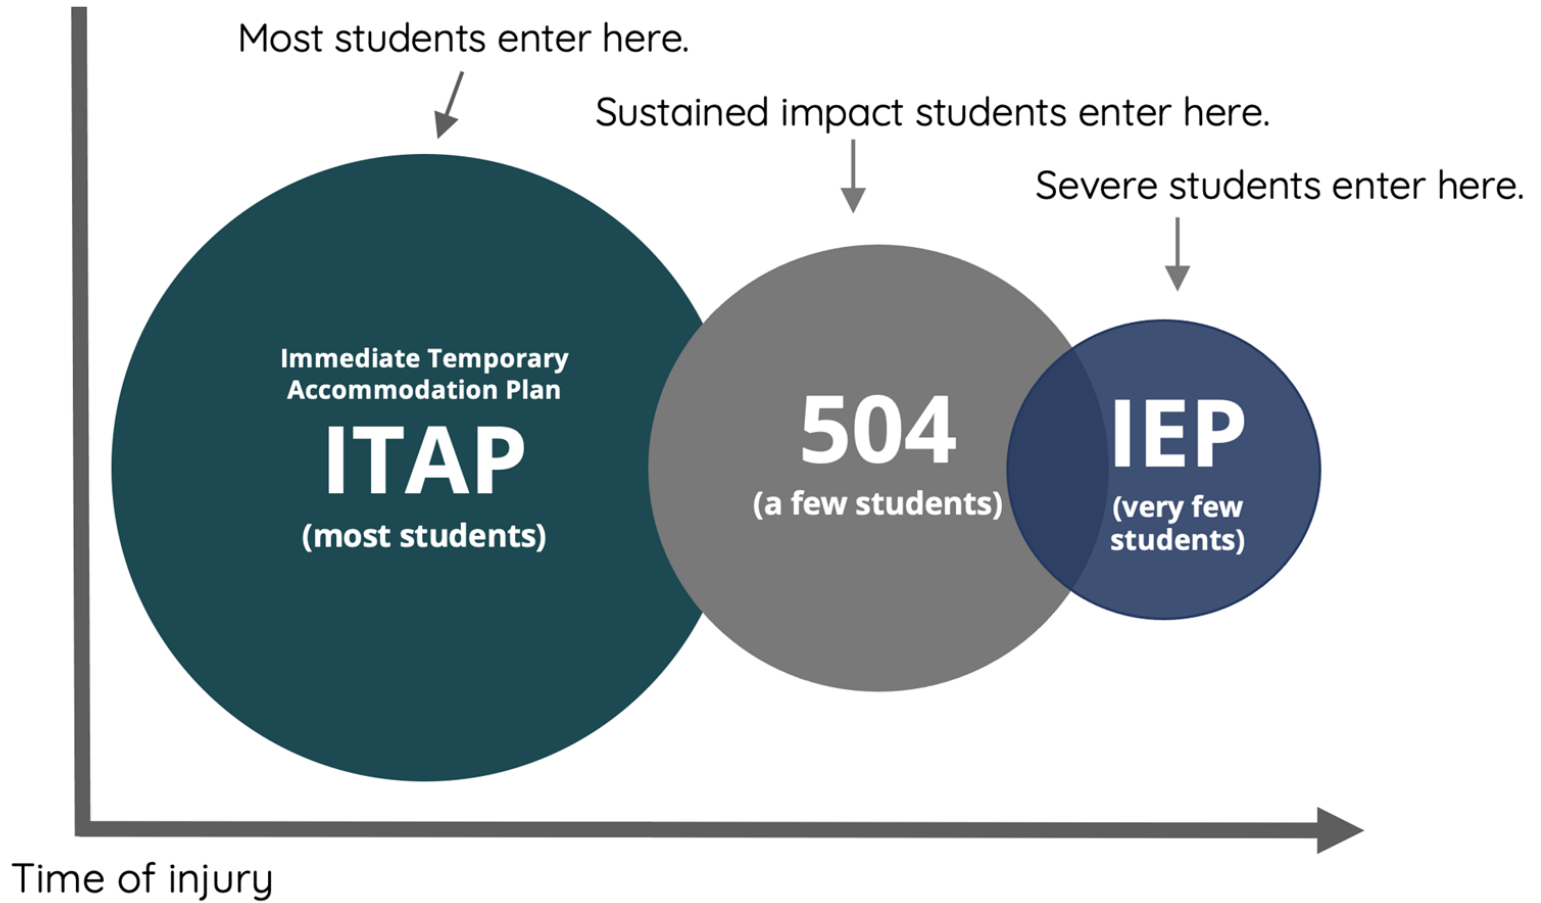 Most students enter here.
Sustained impact students enter here.
Severe students enter here.
Immediate Temporary
Accommodation Plan
ITAP
(most students)
504
(a few students)
IEP
(very few
students)
Time of injury